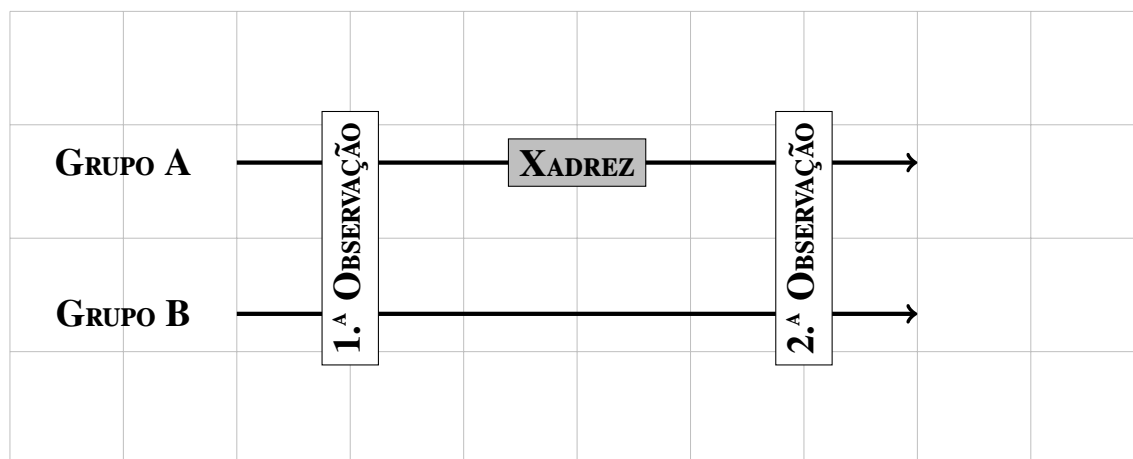 Grupo A
1.ª Observação
Xadrez
2.ª Observação
Grupo B